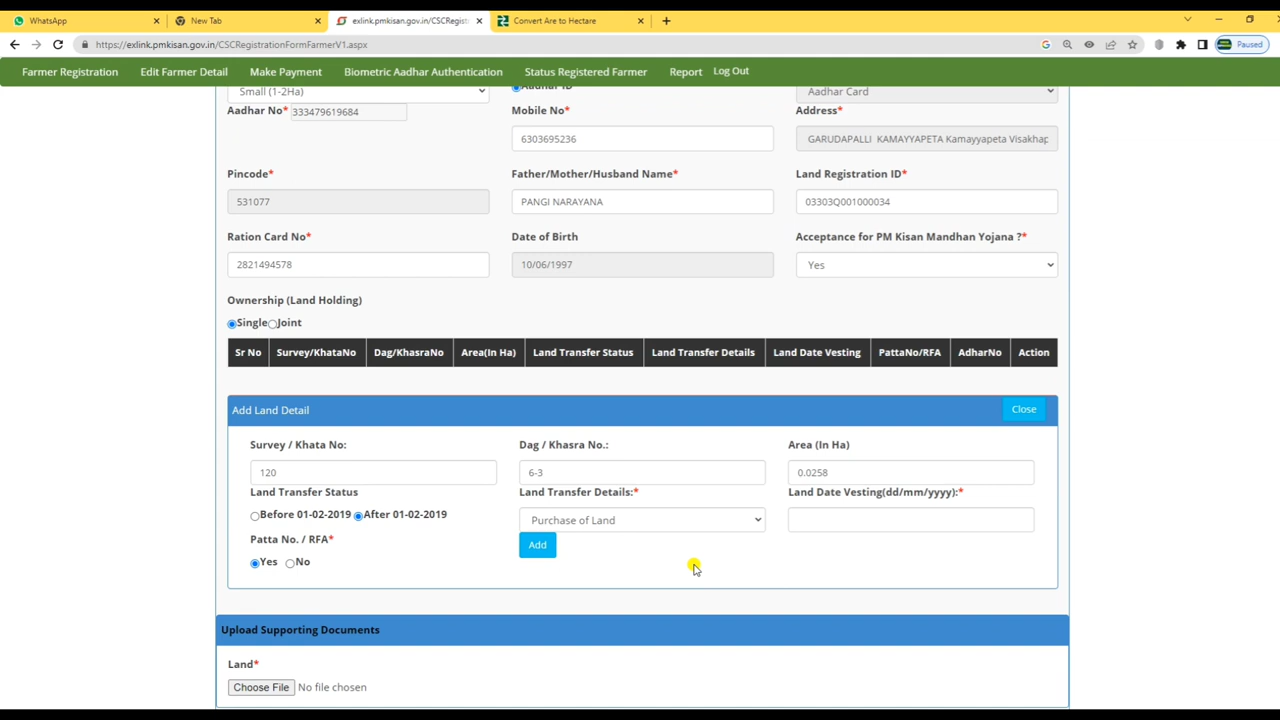 WhatsApp
New Tab
exlink.pmkisan.gov.in/CSCRegistr
Convert Are to Hectare
https://exlink.pmkisan.gov.in/CSCRegistrationFormFarmerV1.aspx
Paused
Farmer Registration Edit Farmer Detail Make Payment Biometric Aadhar Authentication Status Registered Farmer Report Log Out
Small (1-2Ha) Aadhar ID Aadhar Card
Aadhar No* 333479619684 Mobile No* Address*
6303695236 GARUDAPALLI KAMAYYAPETA Kamayyapeta Visakhap
Pincode* Father/Mother/Husband Name* Land Registration ID*
531077 PANGI NARAYANA 03303Q001000034
Ration Card No* Date of Birth Acceptance for PM Kisan Mandhan Yojana ?*
2821494578 10/06/1997 Yes
Ownership (Land Holding)
Single Joint
Sr No Survey/KhataNo Dag/KhasraNo Area(In Ha) Land Transfer Status Land Transfer Details Land Date Vesting PattaNo/RFA AdharNo Action
Add Land Detail Close
Survey / Khata No: Dag / Khasra No.: Area (In Ha)
120 6-3 0.0258
Land Transfer Status Land Transfer Details:* Land Date Vesting(dd/mm/yyyy):*
Before 01-02-2019 After 01-02-2019 Purchase of Land
Patta No. / RFA* Add
Yes No
Upload Supporting Documents
Land*
Choose File No file chosen